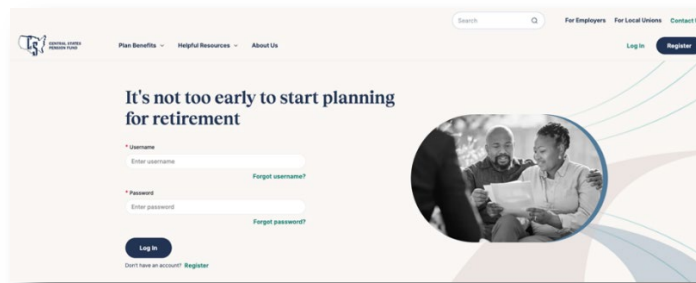 Search
For Employers For Local Unions Contact
CENTRAL STATES
PENSION FUND
Plan Benefits Helpful Resources About Us
Log In
Register
It's not too early to start planning
for retirement
* Username
Enter username
Forgot username?
* Password
Enter password
Forgot password?
Log In
Don't have an account? Register